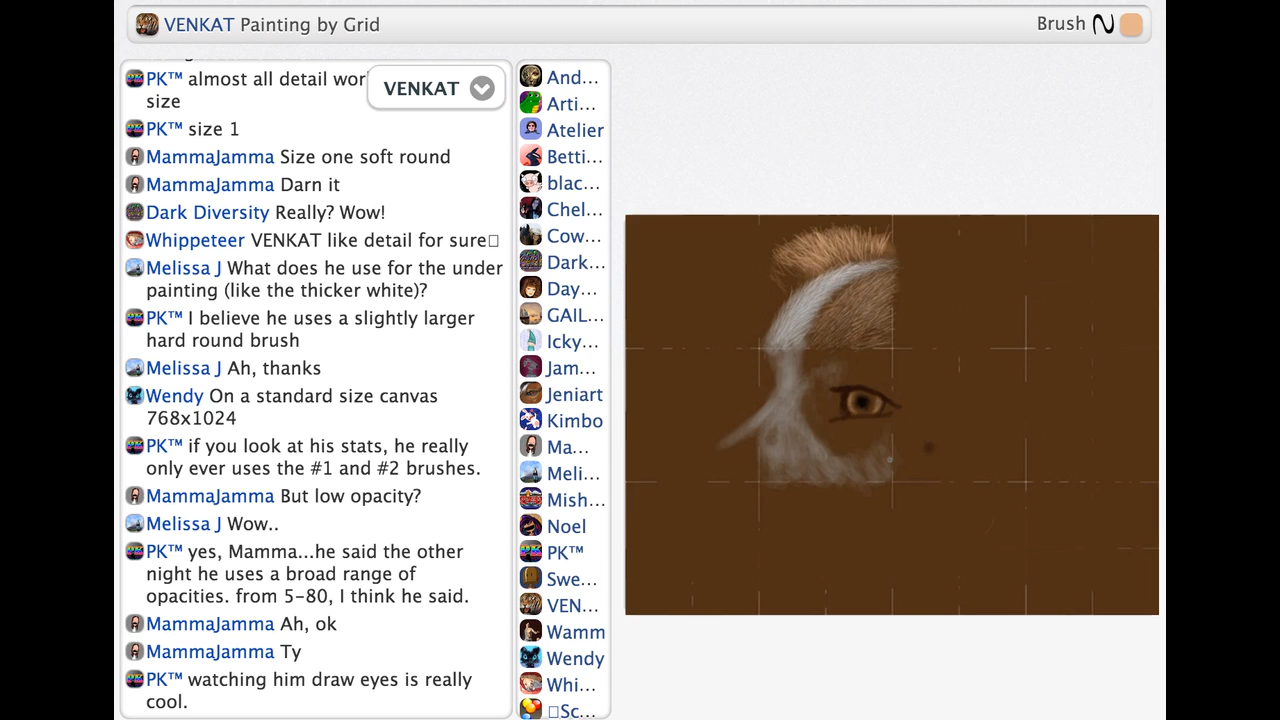 VENKAT Painting by Grid
Brush
VENKAT
PK™ almost all detail wor
size
PK™ size 1
MammaJamma Size one soft round
MammaJamma Darn it
Dark Diversity Really? Wow!
Whippeteer VENKAT like detail for sure
Melissa J What does he use for the under
painting (like the thicker white)?
PK™ I believe he uses a slightly larger
hard round brush
Melissa J Ah, thanks
Wendy On a standard size canvas
768x1024
PK™ if you look at his stats, he really
only ever uses the #1 and #2 brushes.
MammaJamma But low opacity?
Melissa J Wow..
PK™ yes, Mamma...he said the other
night he uses a broad range of
opacities. from 5-80, I think he said.
MammaJamma Ah, ok
MammaJamma Ty
PK™ watching him draw eyes is really
cool.
And...
Arti...
Atelier
Betti...
blac...
Chel...
Cow...
Dark...
Day...
GAIL...
Icky...
Jam...
Jeniart
Kimbo
Ma...
Meli...
Mish...
Noel
PK™
Swe...
VEN...
Wamm
Wendy
Whi...
Sc...